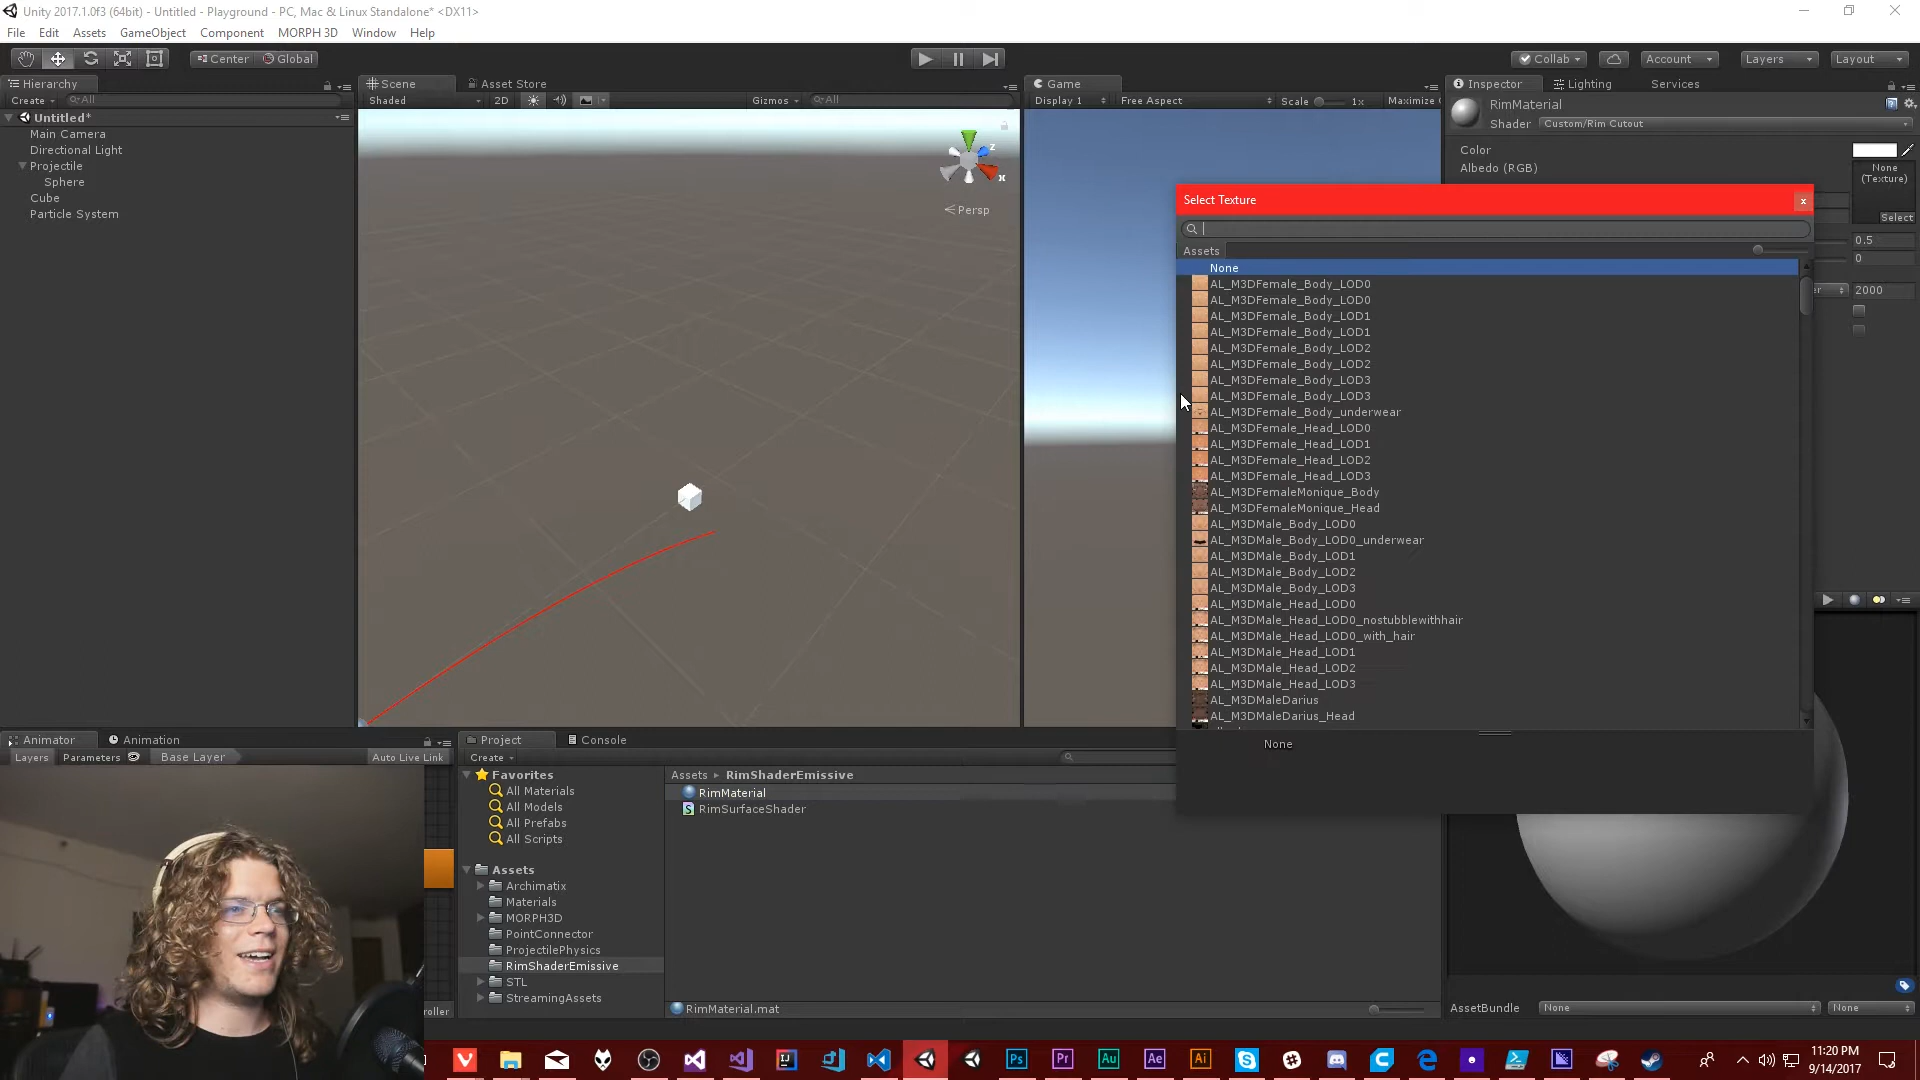 Unity 2017.1.0f3 (64bit) - Untitled - Playground - PC, Mac & Linux Standalone* <DX11>
File Edit Assets GameObject Component MORPH 3D Window Help
Center Global Collab Account Layers Layout
Hierarchy
Create All
Untitled*
Main Camera
Directional Light
Projectile
Sphere
Cube
Particle System
Scene Asset Store
Shaded 2D Gizmos All
z
x
Persp
Game
Display 1 Free Aspect Scale 1x Maximize
Inspector Lighting Services
RimMaterial
Shader Custom/Rim Cutout
Color
Albedo (RGB)
None
(Texture)
Select
0.5
0
2000
Select Texture
x
Assets
None
AL_M3DFemale_Body_LOD0
AL_M3DFemale_Body_LOD0
AL_M3DFemale_Body_LOD1
AL_M3DFemale_Body_LOD1
AL_M3DFemale_Body_LOD2
AL_M3DFemale_Body_LOD2
AL_M3DFemale_Body_LOD3
AL_M3DFemale_Body_LOD3
AL_M3DFemale_Body_underwear
AL_M3DFemale_Head_LOD0
AL_M3DFemale_Head_LOD1
AL_M3DFemale_Head_LOD2
AL_M3DFemale_Head_LOD3
AL_M3DFemaleMonique_Body
AL_M3DFemaleMonique_Head
AL_M3DMale_Body_LOD0
AL_M3DMale_Body_LOD0_underwear
AL_M3DMale_Body_LOD1
AL_M3DMale_Body_LOD2
AL_M3DMale_Body_LOD3
AL_M3DMale_Head_LOD0
AL_M3DMale_Head_LOD0_nostubblewithhair
AL_M3DMale_Head_LOD0_with_hair
AL_M3DMale_Head_LOD1
AL_M3DMale_Head_LOD2
AL_M3DMale_Head_LOD3
AL_M3DMaleDarius
AL_M3DMaleDarius_Head
None
Animator Animation
Layers Parameters Base Layer Auto Live Link
Project Console
Create
Favorites
All Materials
All Models
All Prefabs
All Scripts
Assets
Archimatix
Materials
MORPH3D
PointConnector
ProjectilePhysics
RimShaderEmissive
STL
StreamingAssets
Assets RimShaderEmissive
RimMaterial
RimSurfaceShader
RimMaterial.mat
AssetBundle None None
Ps Pr Au Ae Ai
11:20 PM
9/14/2017